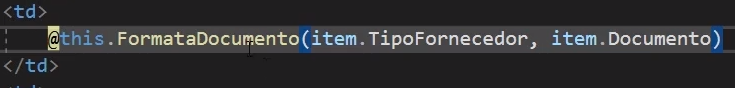 <td>
@this.FormataDocumento(item.TipoFornecedor, item.Documento)
</td>